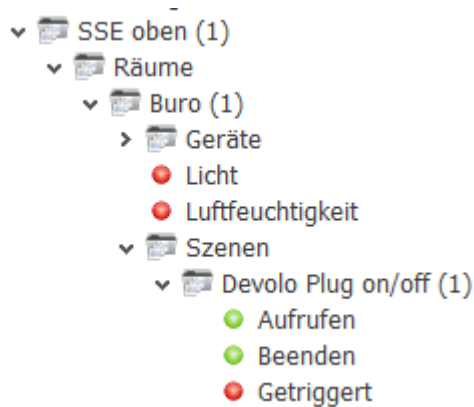 SSE oben (1)
Räume
Buro (1)
Geräte
Licht
Luftfeuchtigkeit
Szenen
Devolo Plug on/off (1)
Aufrufen
Beenden
Getriggert